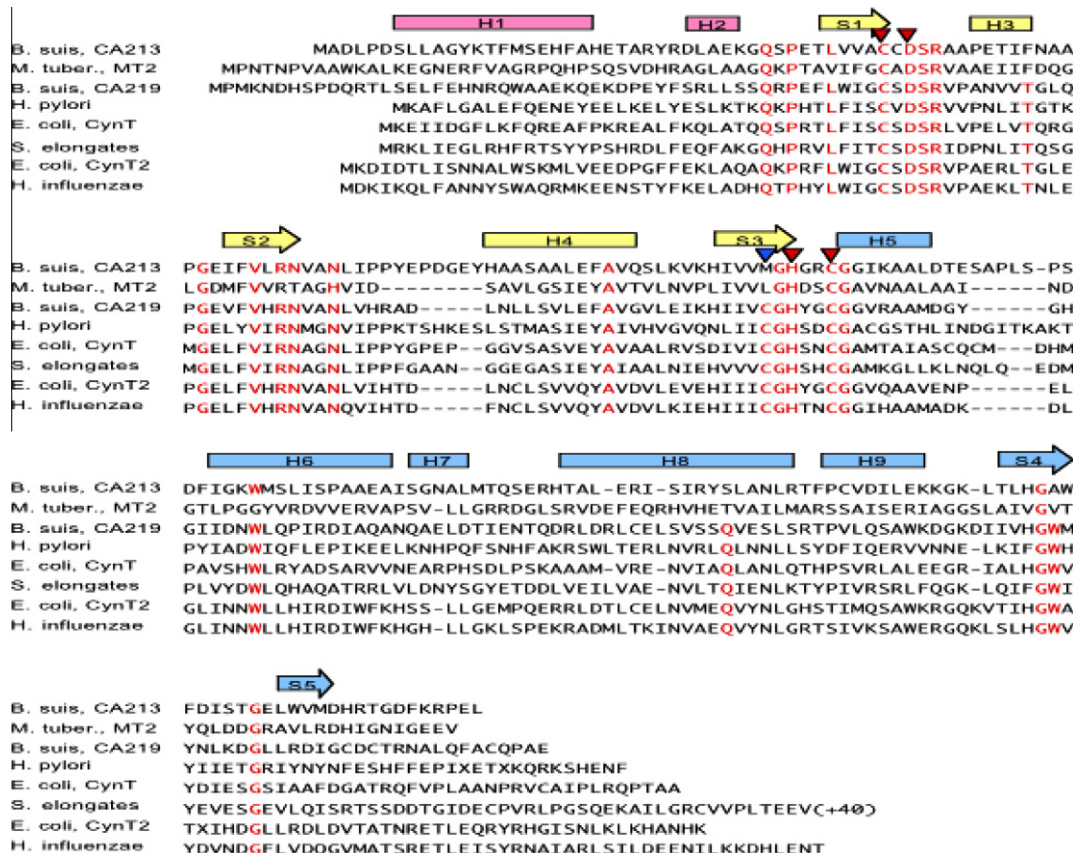 H1 H2 S1 H3
B. suis, CA213 MADLPDSLLAGYKTFMSEHFAHETARYRDLAEKGQSPETLVVACCDSRAAPETIFNAA
M. tuber., MT2 MPNTNPVAAWKALKEGNERFVAGRPQHPSQSVDHRAGLAAGQKPTAVIFGCADSRVAAEIIFDQG
B. suis, CA219 MPMKNDHSPDQRTLSELFEHNRQWAAEKQEKDPEYFSRLLSSQRPEFLWIGCSDSRVPANVVTGLQ
H. pylori MKAFLGALEFQENEYEELKELYESLKTKQKPHTLFISCVDSRVVPNLITGTK
E. coli, CynT MKEIIDGFLKFQREAFPKREALFKQLATQQSPRTLFISCSDSRLVPELVTQRG
S. elongates MRKLIEGLRHFRTSYYPSHRDLFEQFAKGQHPRVLFITCSDSRIDPNLITQSG
E. coli, CynT2 MKDIDTLISNNALWSKMLVEEDPGFFEKLAQAQKPRFLWIGCSDSRVPAERLTGLE
H. influenzae MDKIKQLFANNYSWAQRMKEENSTYFKELADHQTPHYLWIGCSDSRVPAEKLTNLE
S2 H4 S3 H5
B. suis, CA213 PGEIFVLRNVANLIPPYEPDGEYHAASAALEFAVQSLKVKHIVVMGHGRCGGIKAALDTESAPLS-PS
M. tuber., MT2 LGDMFVVRTAGHVID-----SAVLGSIEYAVTVLNVPLIVVLGHDSCGAVNAALAAI-----ND
B. suis, CA219 PGEVFVHRNVANLVHRAD-----LNLLSVLEFAVGVLEIKHIIVCGHYGCGGVRAAMDGY-----GH
H. pylori PGELYVIRNMGNVIPPKTSHKESLSTMASIEYAIVHVGVQNLIICGHSDCGACGSTHLINDGITKAKT
E. coli, CynT MGELFVIRNAGNLIPPYGPEP--GGVSASVEYAVAALRVSDIVICGHSNCGAMTAIASCQCM---DHM
S. elongates MGELFVIRNAGNLIPPFGAAN--GGEGASIEYAIAALNIEHVVVCGHSHCGAMKGLLKLNQLQ--EDM
E. coli, CynT2 PGELFVHRNVANLVIHTD-----LNCLSVVQYAVDVLEVEHIIICGHYGCGGVQAAVENP-----EL
H. influenzae PGELFVHRNVANQVIHTD-----FNCLSVVQYAVDVLKIEHIIICGHTNCGGIHAAMADK------DL
H6 H7 H8 H9 S4
B. suis, CA213 DFIGKWMSLISPAAEAISGNALMTQSERHTAL-ERI-SIRYSLANLRTFPCVDILEKKGK-LTLHGAW
M. tuber., MT2 GTLPGGYVRDVVERVAPSV-LLGRRDGLSRVDEFEQRHVHETVAILMARSSAISERIAGGSLAIVGVT
B. suis, CA219 GIIDNWLQPIRDIAQANQAELDTIENTQDRLDRLCELSVSSQVESLSRTPVLQSAWKDGKDIIVHGWM
H. pylori PYIADWIQFLEPIKEELKNHPQFSNHFAKRSWLTERLNVRLQLNNLLSYDFIQERVVNNE-LKIFGWH
E. coli, CynT PAVSHWLRYADSARVVNEARPHSDLPSKAAAM-VRE-NVIAQLANLQTHPSVRLALEEGR-IALHGWV
S. elongates PLVYDWLQHAQATRRLVLDNYSGYETDDLVEILVAE-NVLTQIENLKTYPIVRSRLFQGK-LQIFGWI
E. coli, CynT2 GLINNWLLHIRDIWFKHSS-LLGEMPQERRLDTLCELNVMEQVYNLGHSTIMQSAWKRGQKVTIHGWA
H. influenzae GLINNWLLHIRDIWFKHGH-LLGKLSPEKRADMLTKINVAEQVYNLGRTSIVKSAWERGQKLSLHGWV
S5
B. suis, CA213 FDISTGELWVMDHRTGDFKRPEL
M. tuber., MT2 YQLDDGRAVLRDHIGNIGEEV
B. suis, CA219 YNLKDGLLRDIGCDCTRNALQFACQPAE
H. pylori YIIETGRIYNYNFESHFFEPIXETXKQRKSHENF
E. coli, CynT YDIESGSIAAFDGATRQFVPLAANPRVCAIPLRQPTAA
S. elongates YEVESGEVLQISRTSSDDTGIDECPVRLPGSQEKAILGRCVVPLTEEV(+40)
E. coli, CynT2 TXIHDGLLRDLDVTATNRETLEQRYRHGISNLKLKHANHK
H. influenzae YDVNDGFLVDQGVMATSRETLEISYRNAIARLSILDEENILKKDHLENT